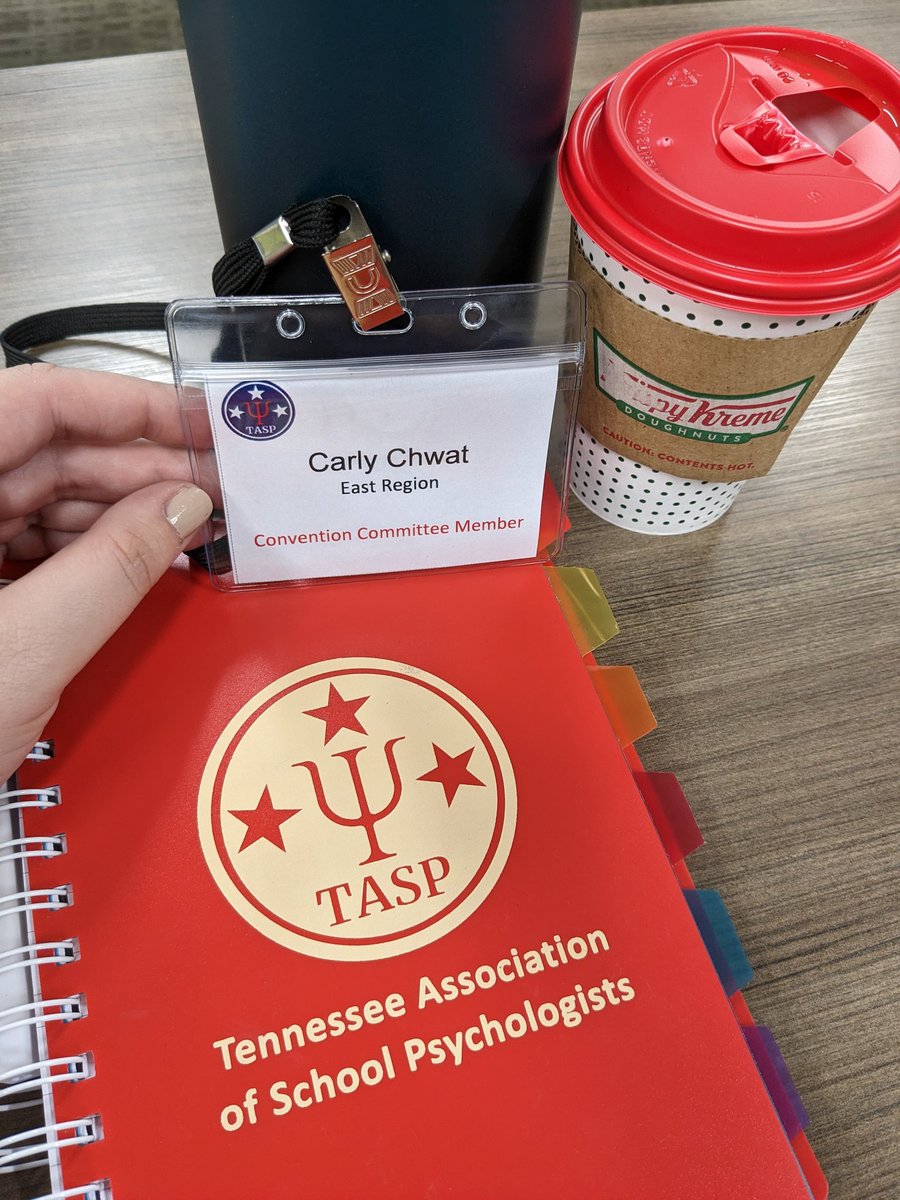 TASP
Carly Chwat
East Region
Convention Committee Member
Kreme
DOUGHNUTS
CAUTION: CONTENTS HOT.
TASP
Tennessee Association
of School Psychologists